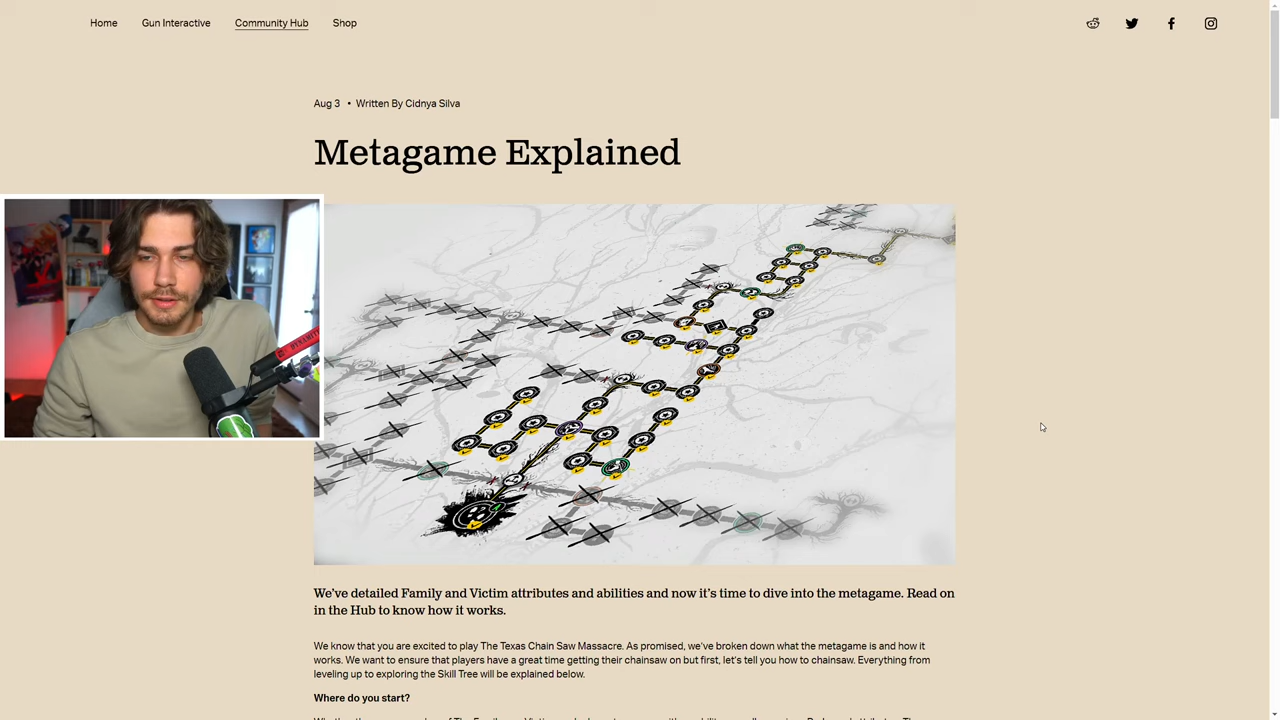 Home Gun Interactive Community Hub Shop
Aug 3 • Written By Cidnya Silva
Metagame Explained
We've detailed Family and Victim attributes and abilities and now it's time to dive into the metagame. Read on
in the Hub to know how it works.
We know that you are excited to play The Texas Chain Saw Massacre. As promised, we've broken down what the metagame is and how it
works. We want to ensure that players have a great time getting their chainsaw on but first, let's tell you how to chainsaw. Everything from
leveling up to exploring the Skill Tree will be explained below.
Where do you start?